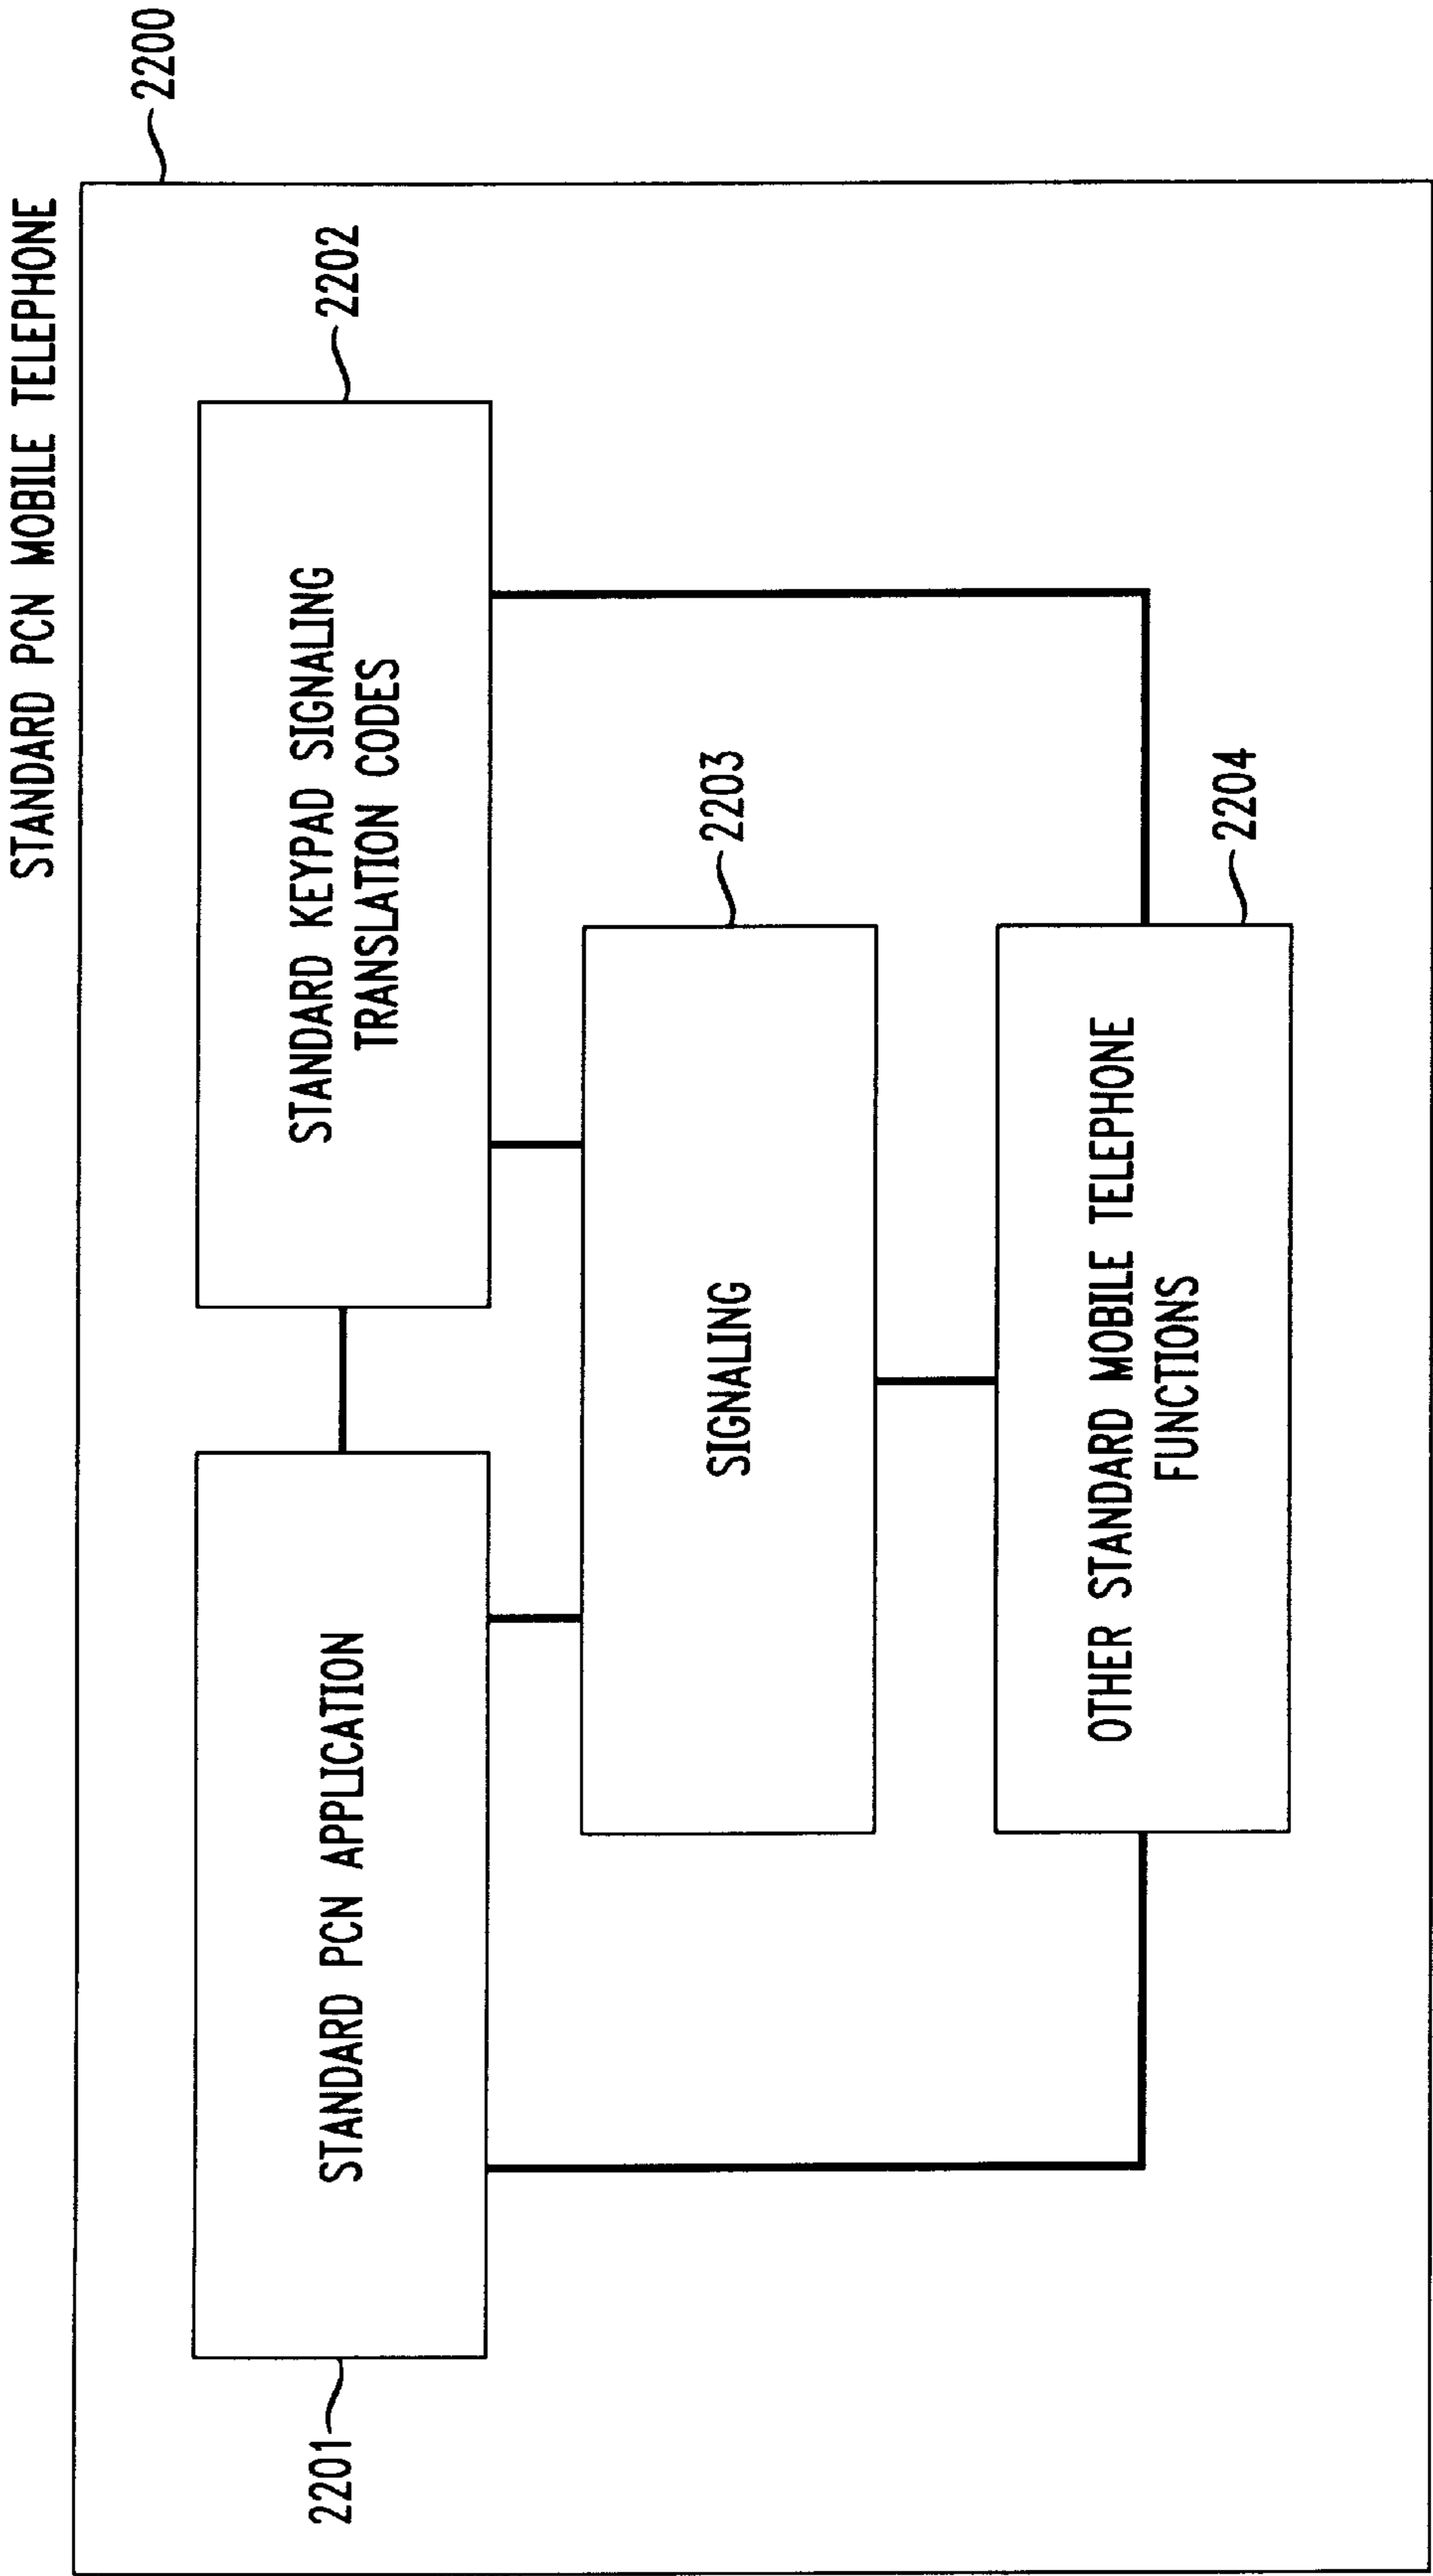 STANDARD PCN MOBILE TELEPHONE
2200
2201
STANDARD PCN APPLICATION
STANDARD KEYPAD SIGNALING
TRANSLATION CODES
2202
SIGNALING
2203
OTHER STANDARD MOBILE TELEPHONE
FUNCTIONS
2204